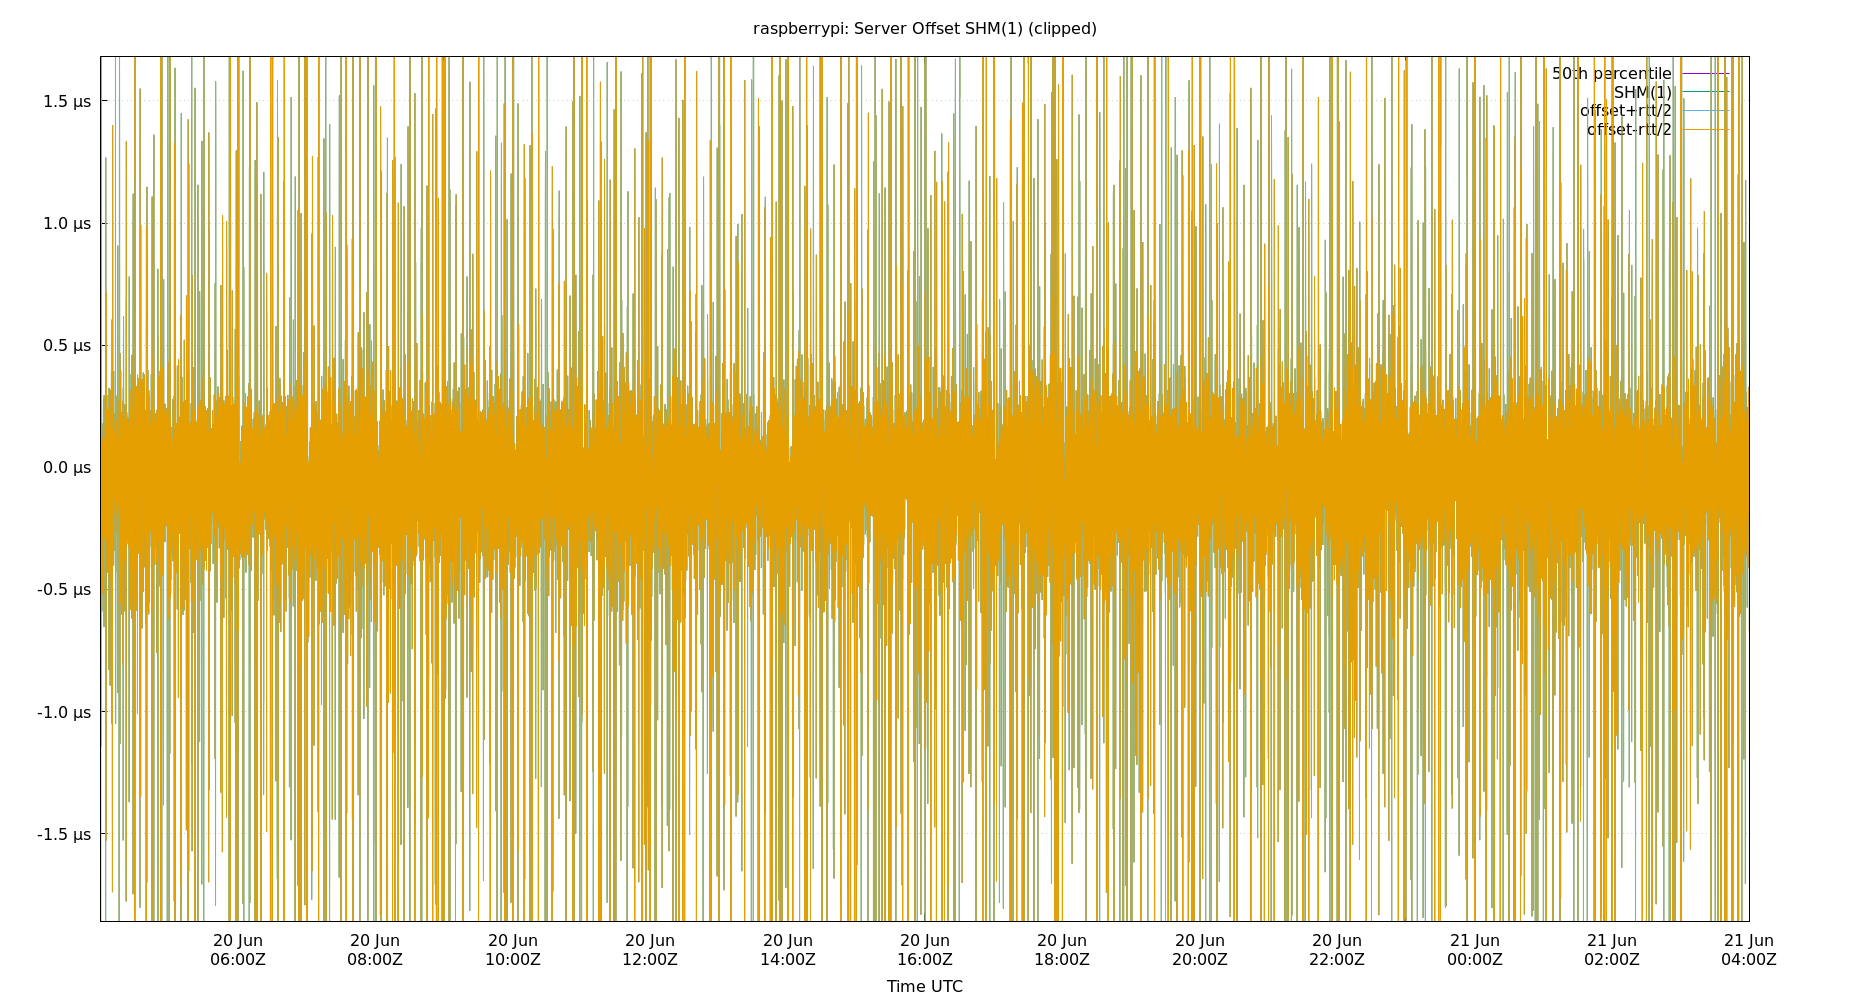 raspberrypi: Server Offset SHM(1) (clipped)
50th percentile
SHM(1)
offset+rtt/2
offset-rtt/2
1.5 µs
1.0 µs
0.5 µs
0.0 µs
-0.5 µs
-1.0 µs
-1.5 µs
20 Jun 20 Jun 20 Jun 20 Jun 20 Jun 20 Jun 20 Jun 20 Jun 20 Jun 21 Jun 21 Jun 21 Jun
06:00Z 08:00Z 10:00Z 12:00Z 14:00Z 16:00Z 18:00Z 20:00Z 22:00Z 00:00Z 02:00Z 04:00Z
Time UTC